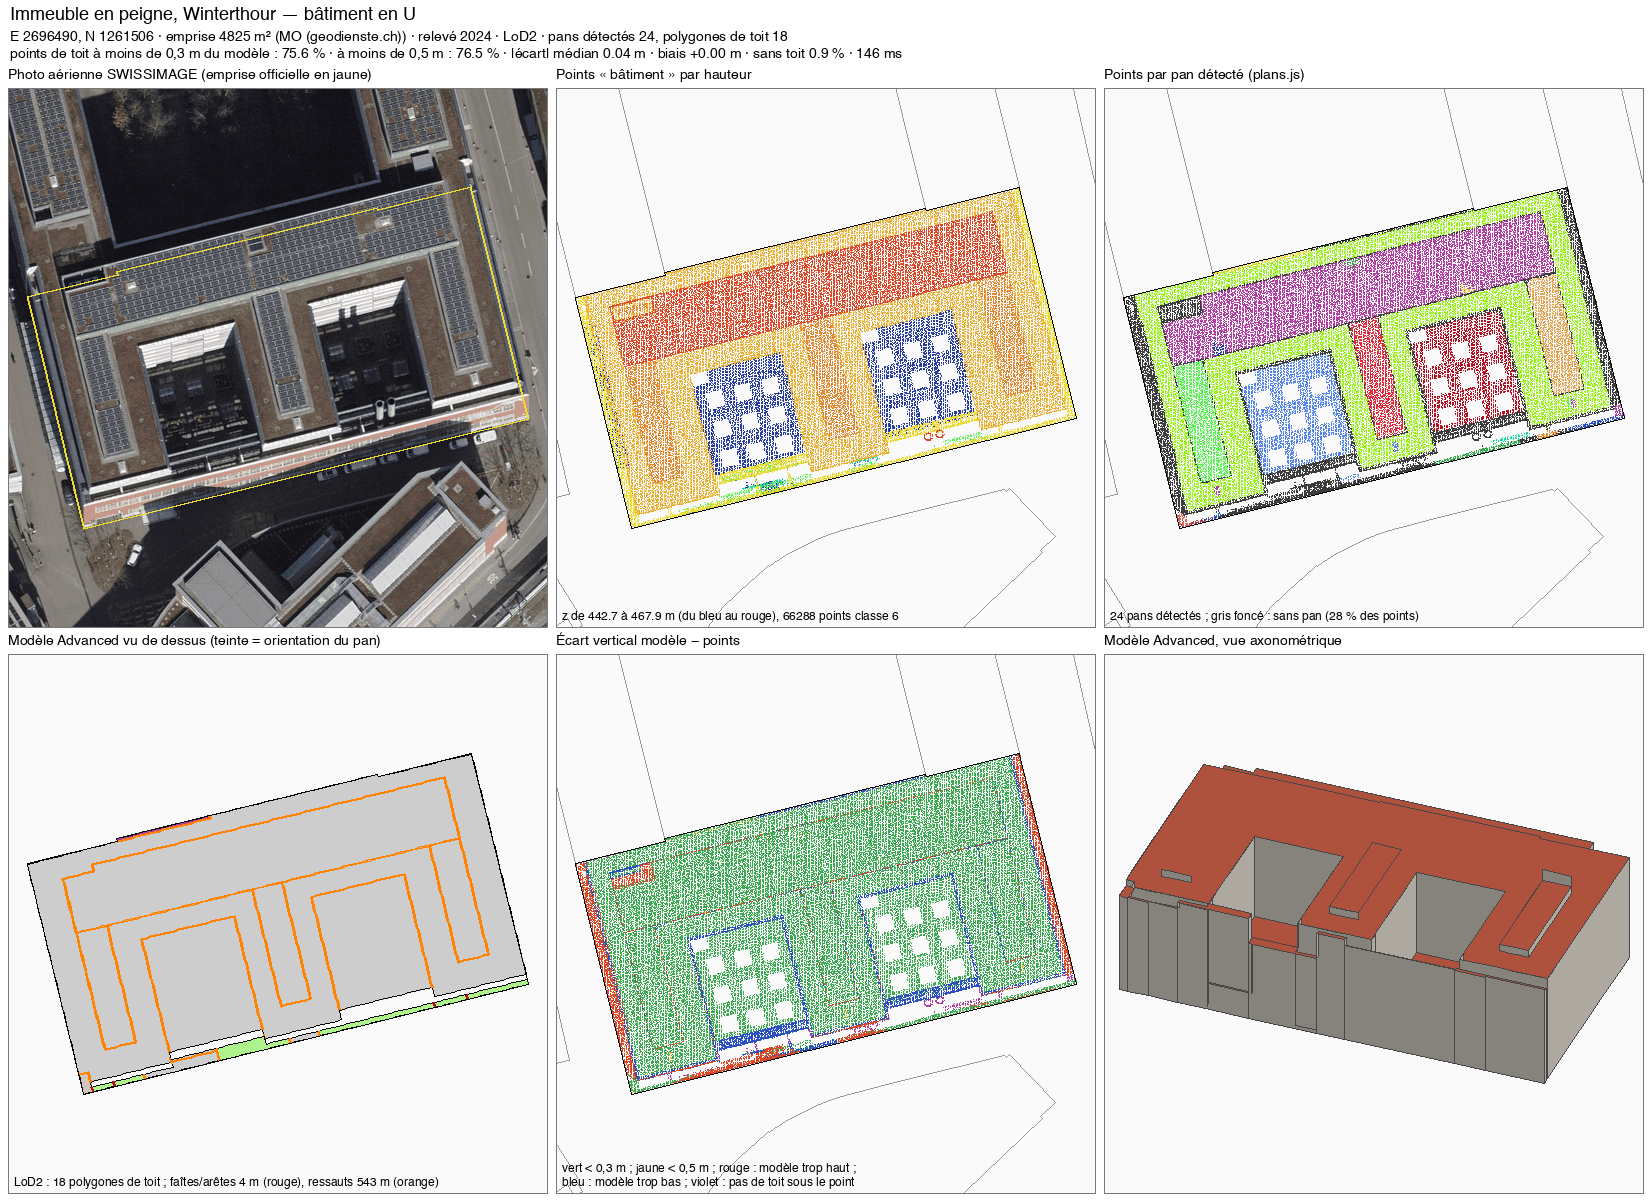 Immeuble en peigne, Winterthour — bâtiment en U
E 2696490, N 1261506 · emprise 4825 m² (MO (geodienste.ch)) · relevé 2024 · LoD2 · pans détectés 24, polygones de toit 18
points de toit à moins de 0,3 m du modèle : 75.6 % · à moins de 0,5 m : 76.5 % · lécartl médian 0.04 m · biais +0.00 m · sans toit 0.9 % · 146 ms
Photo aérienne SWISSIMAGE (emprise officielle en jaune)
Points « bâtiment » par hauteur
Points par pan détecté (plans.js)
z de 442.7 à 467.9 m (du bleu au rouge), 66288 points classe 6
24 pans détectés ; gris foncé : sans pan (28 % des points)
Modèle Advanced vu de dessus (teinte = orientation du pan)
Écart vertical modèle – points
Modèle Advanced, vue axonométrique
LoD2 : 18 polygones de toit ; faîtes/arêtes 4 m (rouge), ressauts 543 m (orange)
vert < 0,3 m ; jaune < 0,5 m ; rouge : modèle trop haut ;
bleu : modèle trop bas ; violet : pas de toit sous le point